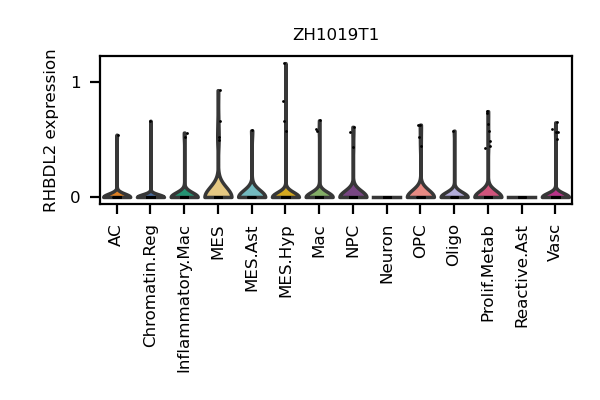 ZH1019T1
RHBDL2 expression
1
0
AC
Chromatin.Reg
Inflammatory.Mac
MES
MES.Ast
MES.Hyp
Mac
NPC
Neuron
OPC
Oligo
Prolif.Metab
Reactive.Ast
Vasc